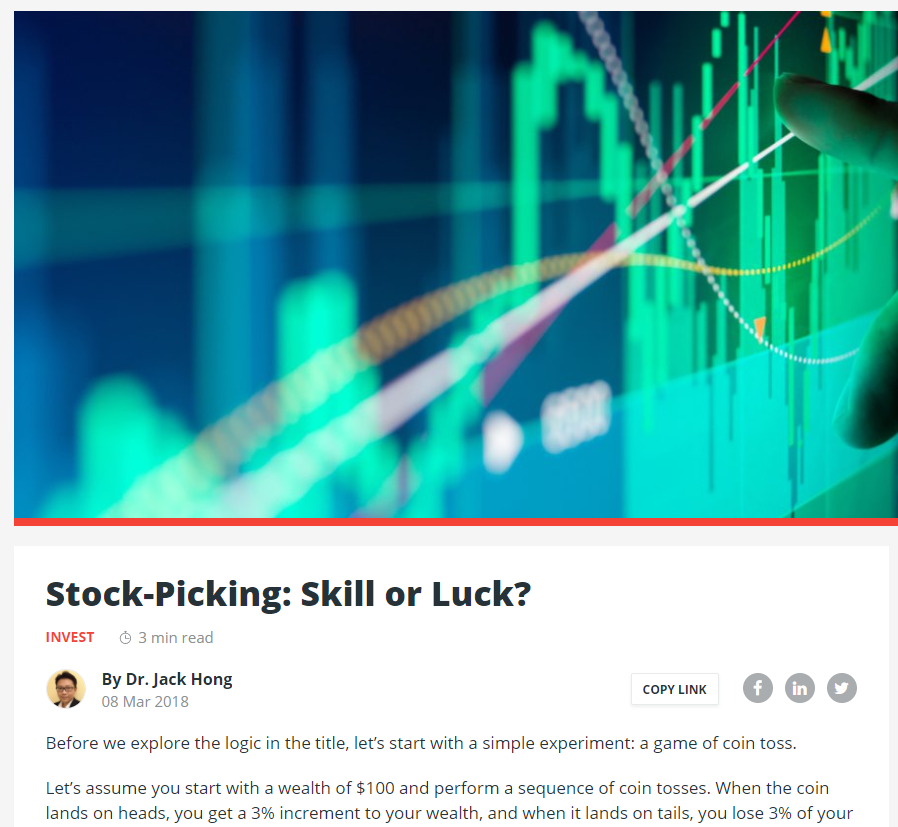 Stock-Picking: Skill or Luck?
INVEST 3 min read
By Dr. Jack Hong
08 Mar 2018
COPY LINK
Before we explore the logic in the title, let’s start with a simple experiment: a game of coin toss.
Let’s assume you start with a wealth of $100 and perform a sequence of coin tosses. When the coin
lands on heads, you get a 3% increment to your wealth, and when it lands on tails, you lose 3% of your